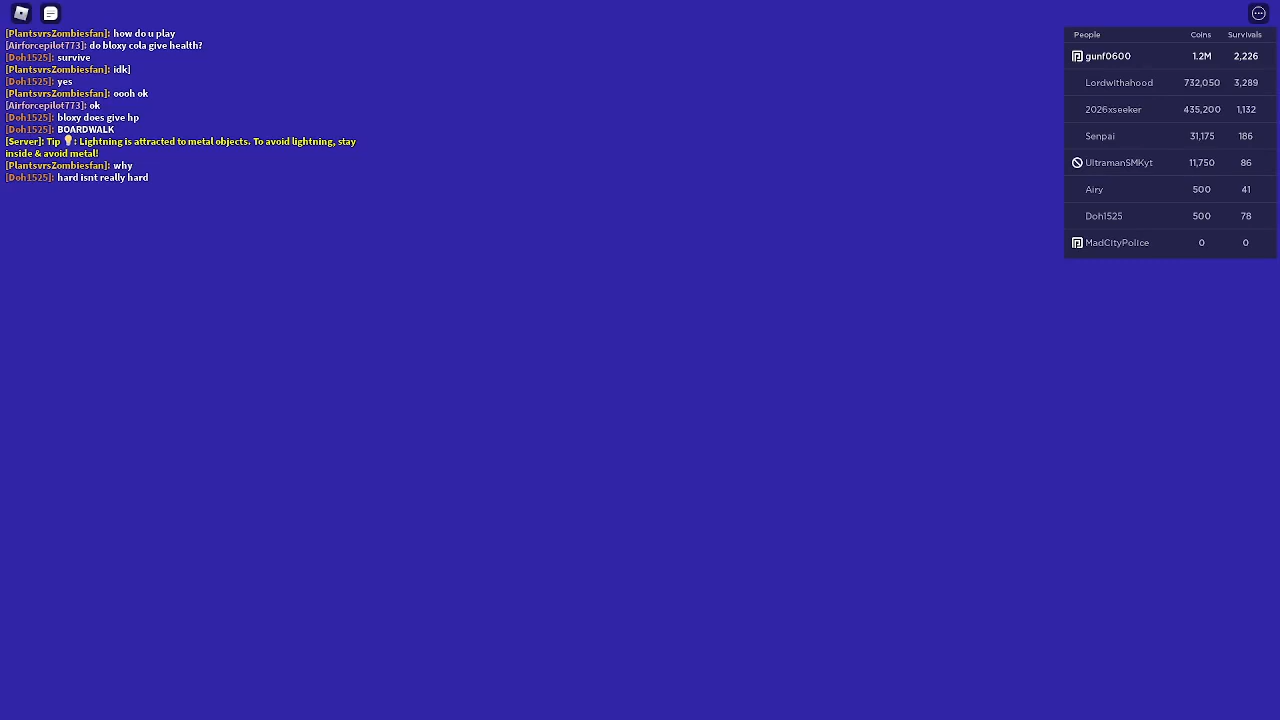 [PlantsvrsZombiesfan]: how do u play
[Airforcepilot773]: do bloxy cola give health?
[Doh1525]: survive
[PlantsvrsZombiesfan]: idk]
[Doh1525]: yes
[PlantsvrsZombiesfan]: oooh ok
[Airforcepilot773]: ok
[Doh1525]: bloxy does give hp
[Doh1525]: BOARDWALK
[Server]: Tip 💡: Lightning is attracted to metal objects. To avoid lightning, stay
inside & avoid metal!
[PlantsvrsZombiesfan]: why
[Doh1525]: hard isnt really hard
People Coins Survivals
gunf0600 1.2M 2,226
Lordwithahood 732,050 3,289
2026xseeker 435,200 1,132
Senpai 31,175 186
UltramanSMKyt 11,750 86
Airy 500 41
Doh1525 500 78
MadCityPolice 0 0